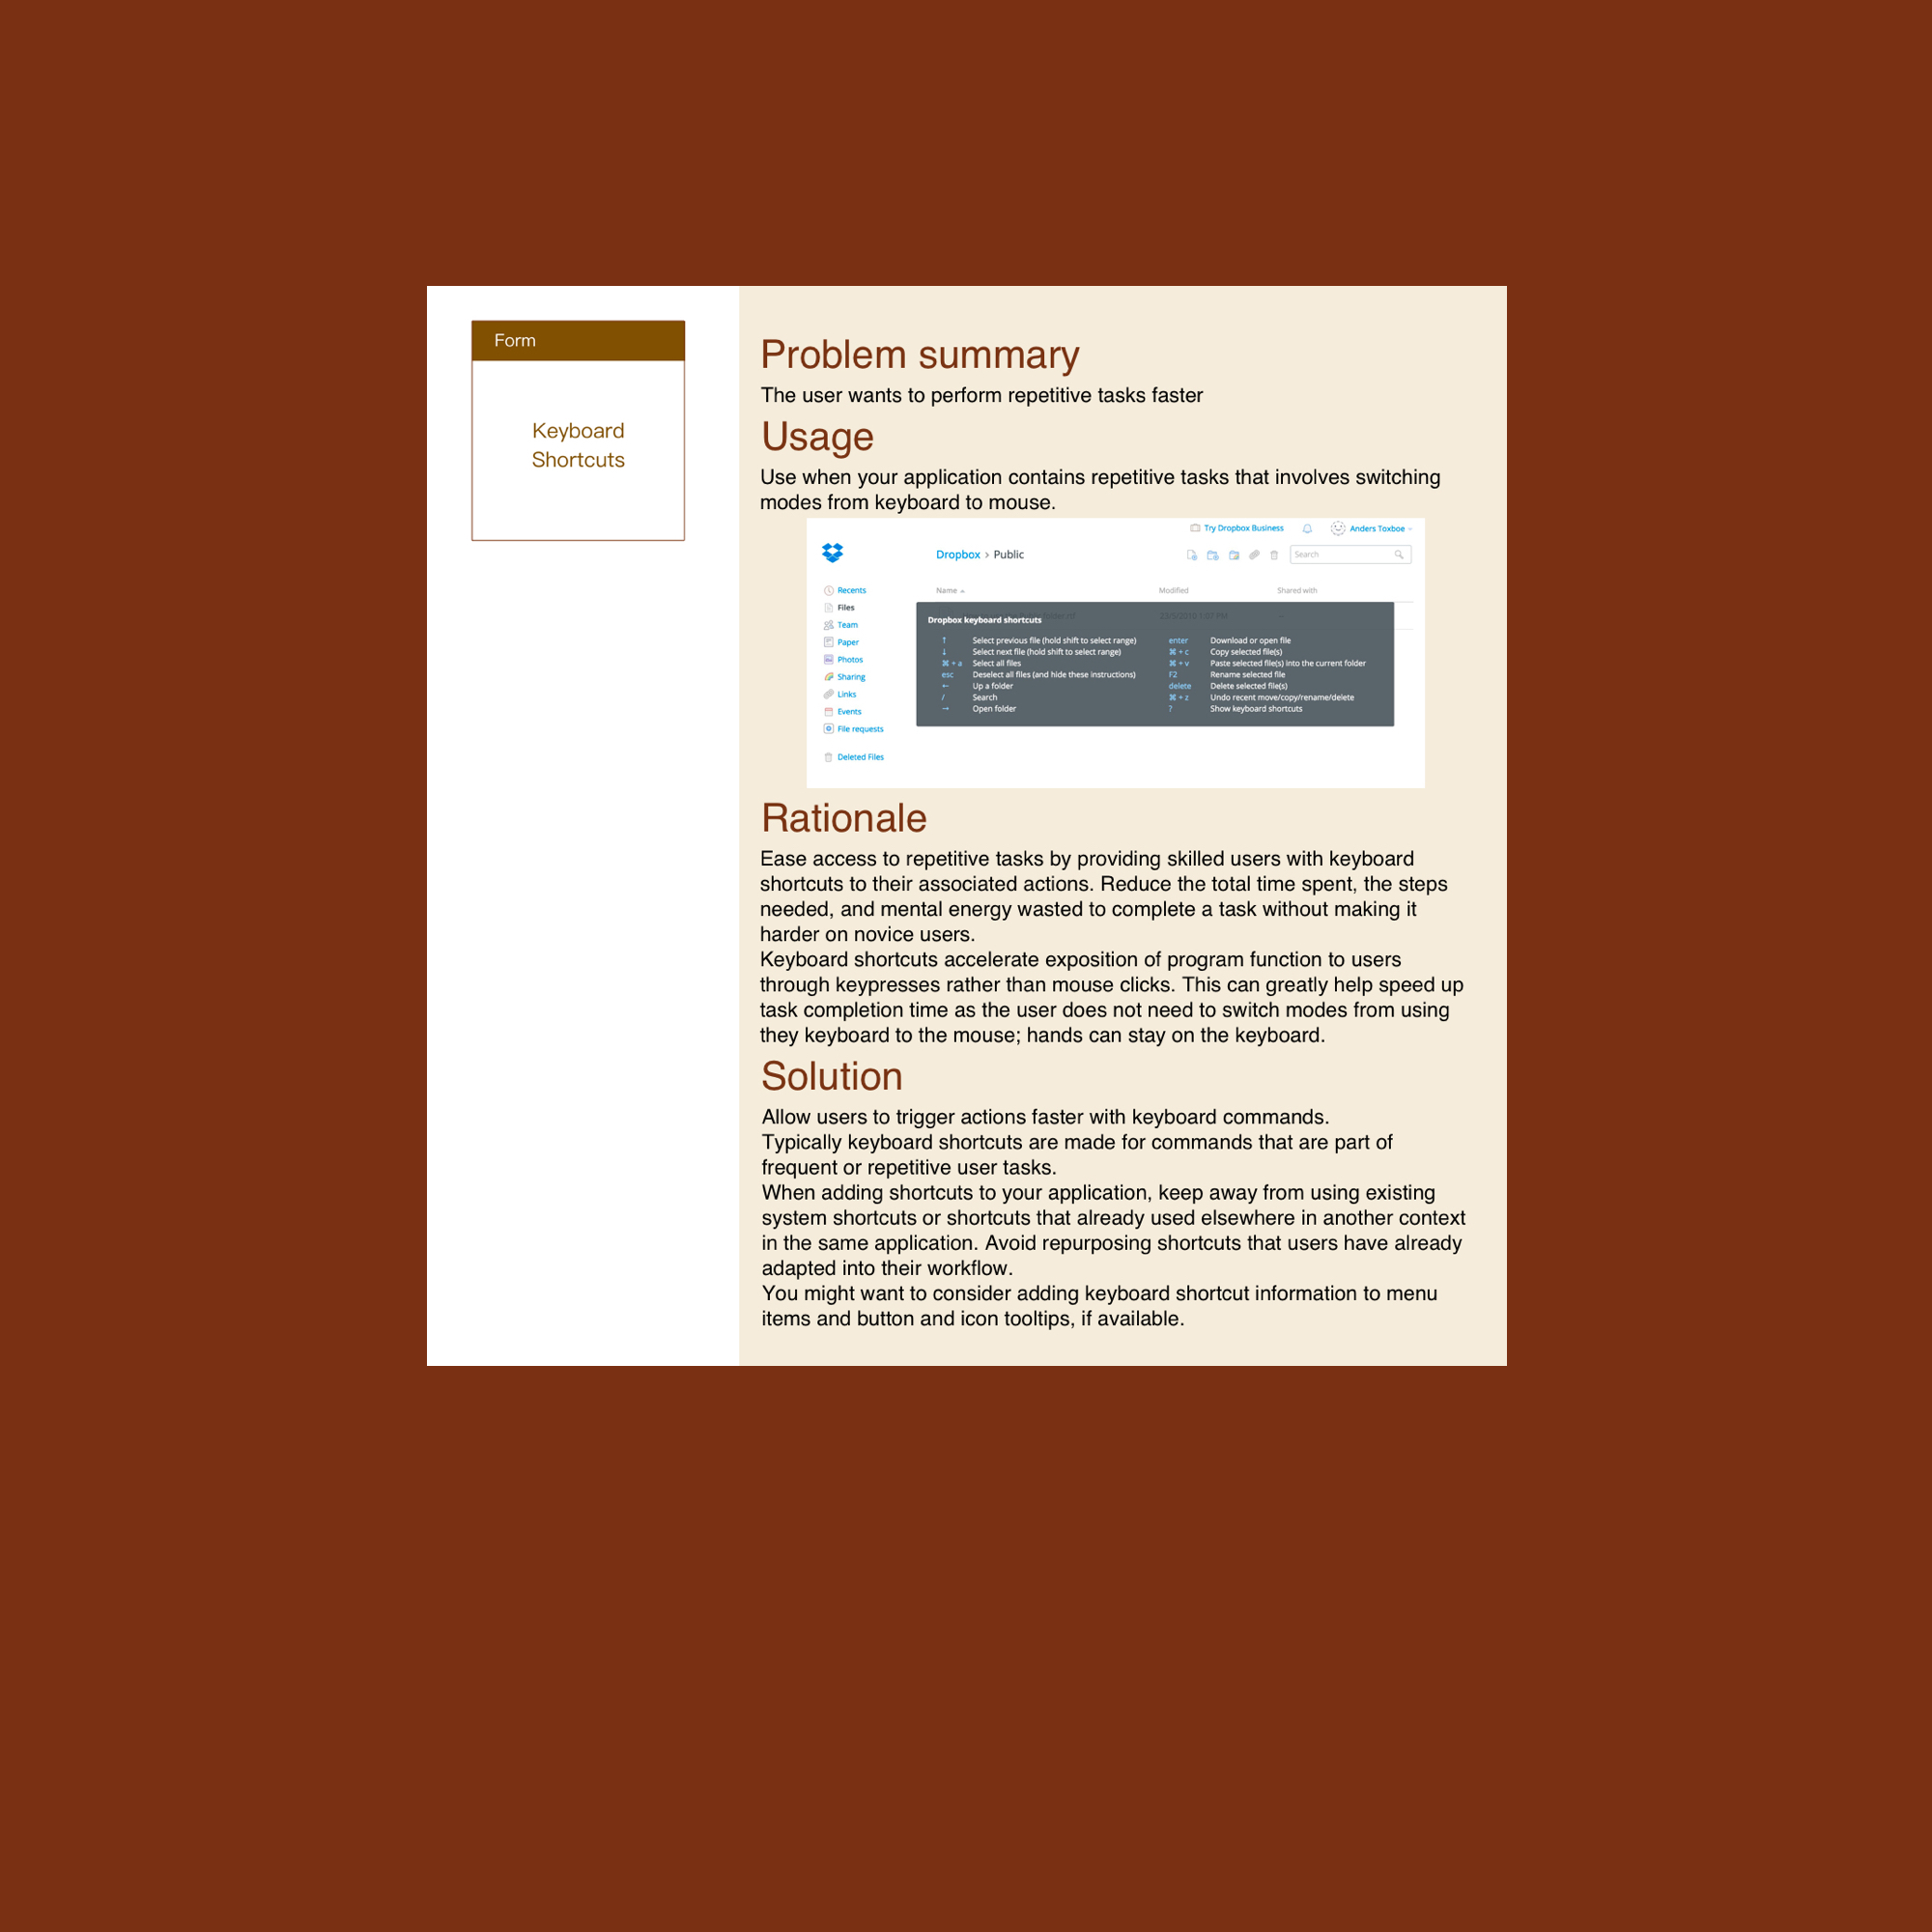 Form
Keyboard
Shortcuts
Problem summary
The user wants to perform repetitive tasks faster
Usage
Use when your application contains repetitive tasks that involves switching
modes from keyboard to mouse.
Try Dropbox Business
Anders Toxboe
Dropbox > Public
Search
Recents
Files
Team
Paper
Photos
Sharing
Links
Events
File requests
Deleted Files
Name Modified Shared with
Dropbox keyboard shortcuts
↑ Select previous file (hold shift to select range)
↓ Select next file (hold shift to select range)
⌘ + a Select all files
esc Deselect all files (and hide these instructions)
← Up a folder
/ Search
→ Open folder
enter Download or open file
⌘ + c Copy selected file(s)
⌘ + v Paste selected file(s) into the current folder
F2 Rename selected file
delete Delete selected file(s)
⌘ + z Undo recent move/copy/rename/delete
? Show keyboard shortcuts
Rationale
Ease access to repetitive tasks by providing skilled users with keyboard
shortcuts to their associated actions. Reduce the total time spent, the steps
needed, and mental energy wasted to complete a task without making it
harder on novice users.
Keyboard shortcuts accelerate exposition of program function to users
through keypresses rather than mouse clicks. This can greatly help speed up
task completion time as the user does not need to switch modes from using
they keyboard to the mouse; hands can stay on the keyboard.
Solution
Allow users to trigger actions faster with keyboard commands.
Typically keyboard shortcuts are made for commands that are part of
frequent or repetitive user tasks.
When adding shortcuts to your application, keep away from using existing
system shortcuts or shortcuts that already used elsewhere in another context
in the same application. Avoid repurposing shortcuts that users have already
adapted into their workflow.
You might want to consider adding keyboard shortcut information to menu
items and button and icon tooltips, if available.